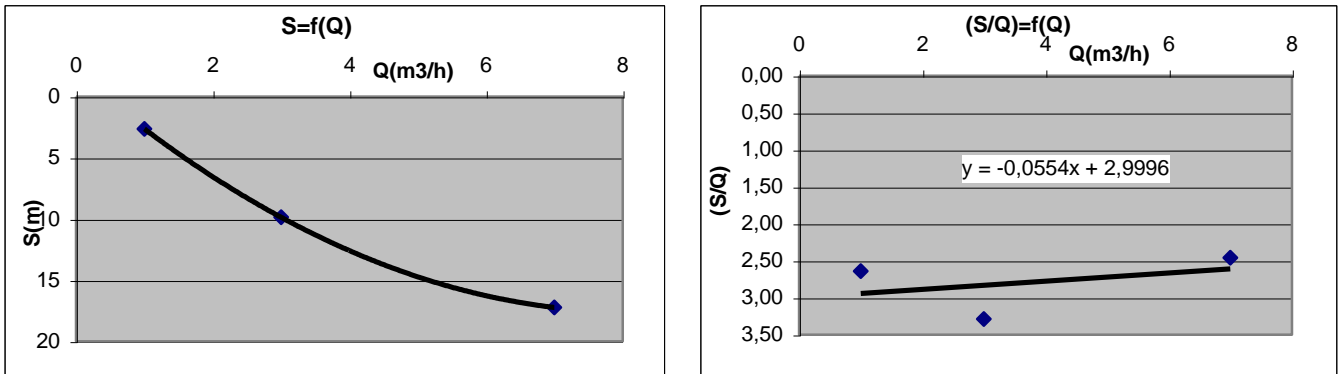 S=f(Q)
0 2 4 6 8
Q(m3/h)
0
5
10
15
20
S(m)
(S/Q)=f(Q)
0 2 4 6 8
Q(m3/h)
0,00
0,50
1,00
1,50
2,00
2,50
3,00
3,50
(S/Q)
y = -0,0554x + 2,9996